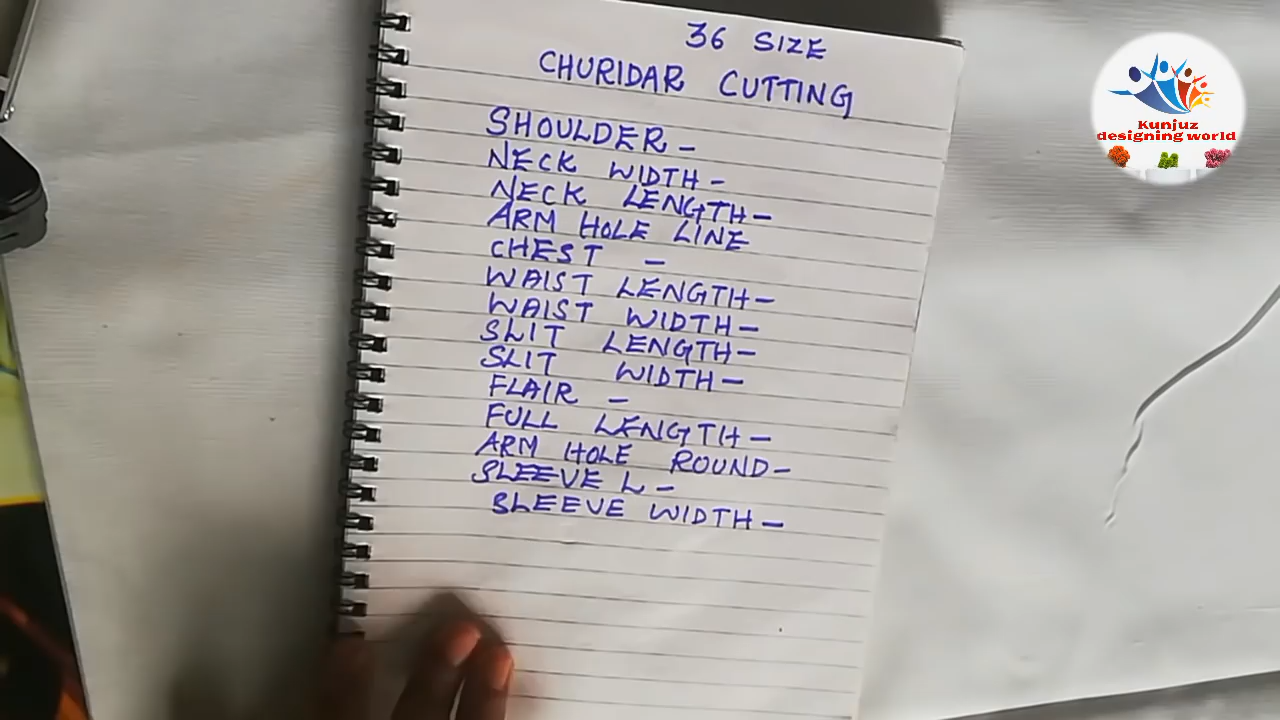 36 SIZE
CHURIDAR CUTTING
SHOULDER -
NECK WIDTH -
NECK LENGTH -
ARM HOLE LINE
CHEST -
WAIST LENGTH -
WAIST WIDTH -
SLIT LENGTH -
SLIT WIDTH -
FLAIR -
FULL LENGTH -
ARM HOLE ROUND -
SLEEVE L -
SLEEVE WIDTH -
Kunjuz
designing world